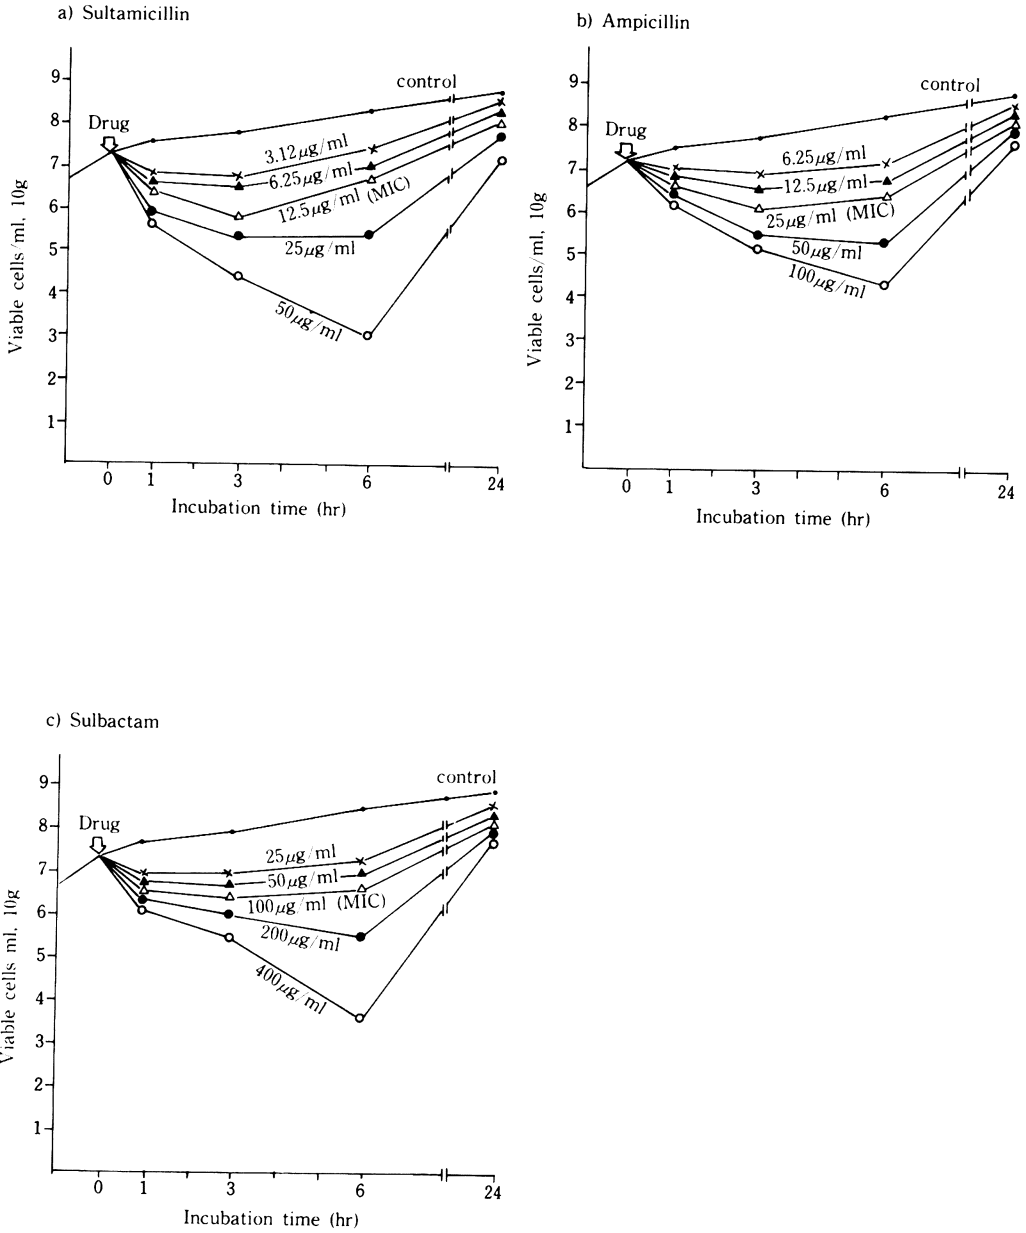 a) Sultamicillin
9
8
7
6
5
4
3
2
1
Viable cells/ml, 10g
Drug
control
3.12μg/ml
6.25μg/ml
12.5μg/ml (MIC)
25μg/ml
50μg/ml
0 1 3 6 24
Incubation time (hr)
b) Ampicillin
9
8
7
6
5
4
3
2
1
Viable cells/ml, 10g
Drug
control
6.25μg/ml
12.5μg/ml
25μg/ml (MIC)
50μg/ml
100μg/ml
0 1 3 6 24
Incubation time (hr)
c) Sulbactam
9
8
7
6
5
4
3
2
1
Viable cells ml, 10g
Drug
control
25μg/ml
50μg/ml
100μg/ml (MIC)
200μg/ml
400μg/ml
0 1 3 6 24
Incubation time (hr)